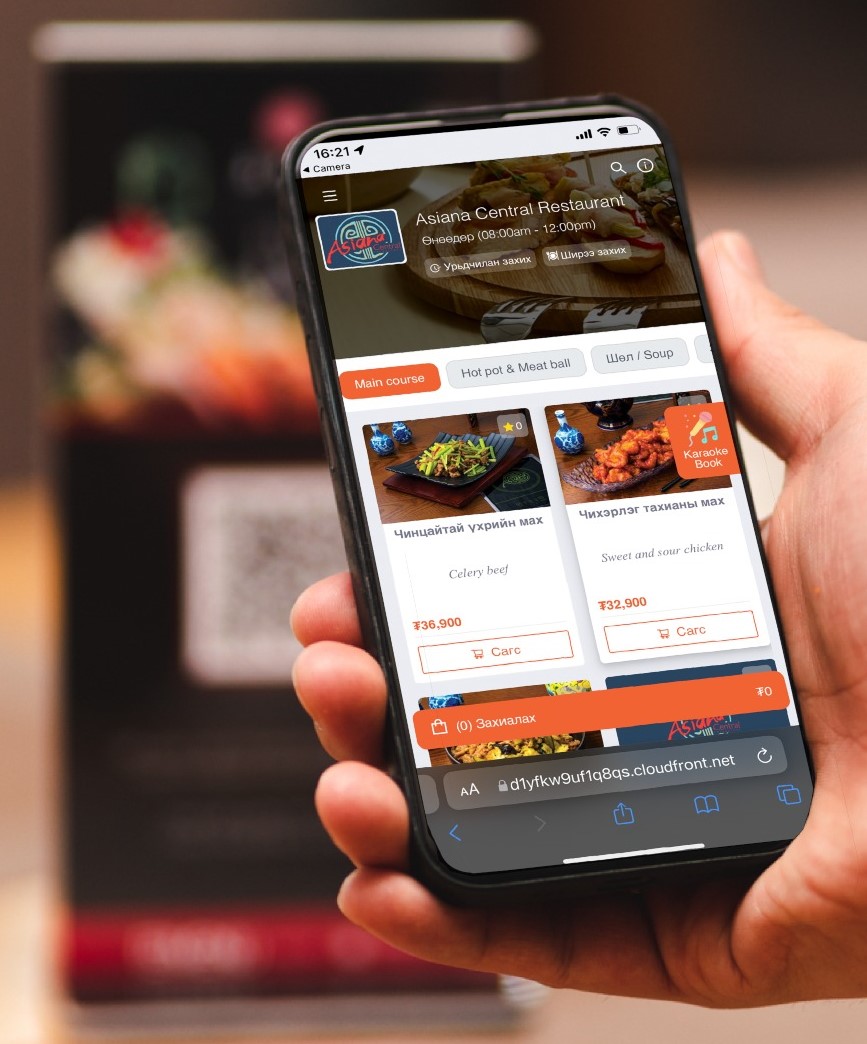 16:21
Camera
Asiana Central Restaurant
Өнөөдөр (08:00am - 12:00pm)
Урьдчилан захих
Ширээ захих
Asiana
Central
Main course
Hot pot & Meat ball
Шөл / Soup
0
Karaoke
Book
Чинцайтай үхрийн мах
Чихэрлэг тахианы мах
Celery beef
Sweet and sour chicken
₮36,900
₮32,900
Сагс
Сагс
(0) Захиалах
₮0
Asiana
Central
AA
d1yfkw9uf1q8qs.cloudfront.net